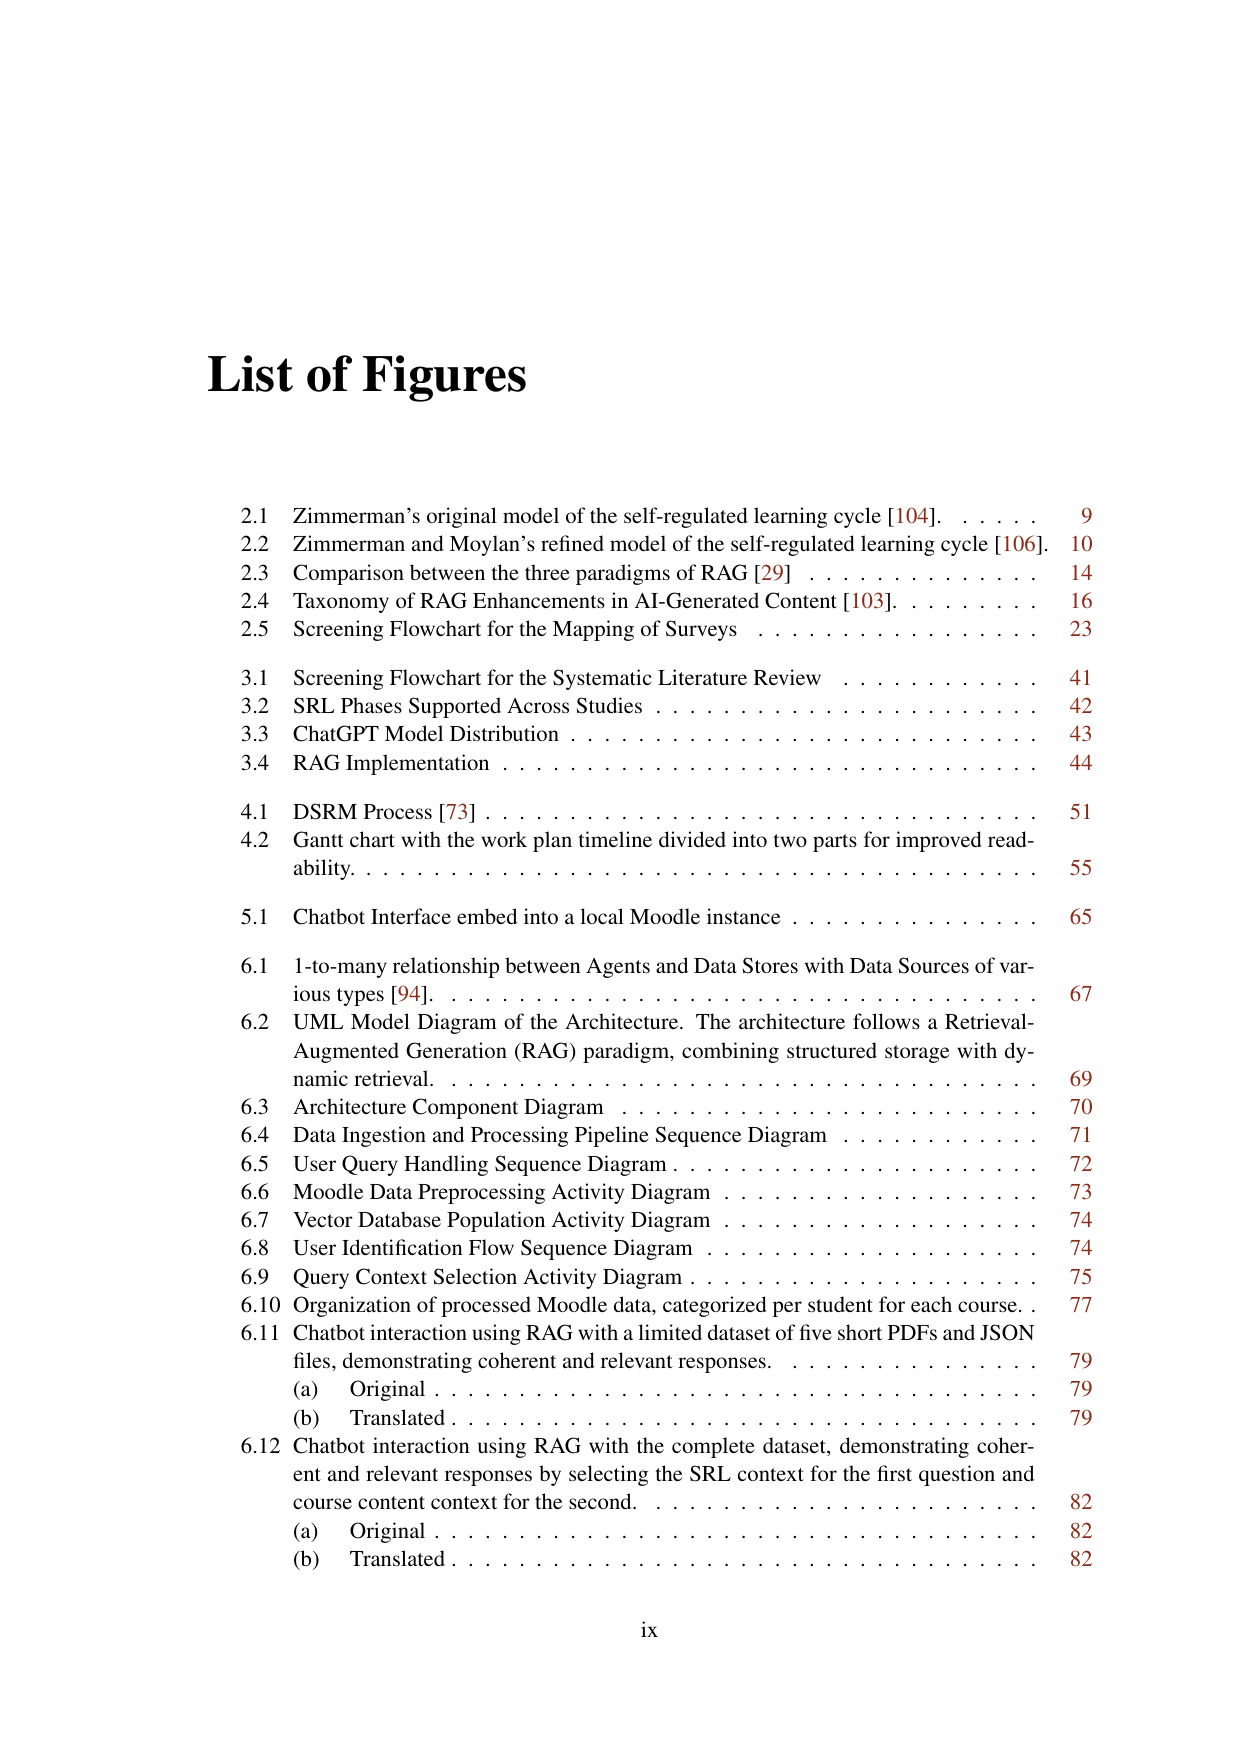 List of Figures
2.1 Zimmerman's original model of the self-regulated learning cycle [104]. . . . . . 9
2.2 Zimmerman and Moylan's refined model of the self-regulated learning cycle [106]. 10
2.3 Comparison between the three paradigms of RAG [29] . . . . . . . . . . . . . . 14
2.4 Taxonomy of RAG Enhancements in AI-Generated Content [103]. . . . . . . . . 16
2.5 Screening Flowchart for the Mapping of Surveys . . . . . . . . . . . . . . . . . 23
3.1 Screening Flowchart for the Systematic Literature Review . . . . . . . . . . . . 41
3.2 SRL Phases Supported Across Studies . . . . . . . . . . . . . . . . . . . . . . . 42
3.3 ChatGPT Model Distribution . . . . . . . . . . . . . . . . . . . . . . . . . . . . 43
3.4 RAG Implementation . . . . . . . . . . . . . . . . . . . . . . . . . . . . . . . . 44
4.1 DSRM Process [73] . . . . . . . . . . . . . . . . . . . . . . . . . . . . . . . . . 51
4.2 Gantt chart with the work plan timeline divided into two parts for improved read-
ability. . . . . . . . . . . . . . . . . . . . . . . . . . . . . . . . . . . . . . . . . 55
5.1 Chatbot Interface embed into a local Moodle instance . . . . . . . . . . . . . . . 65
6.1 1-to-many relationship between Agents and Data Stores with Data Sources of var-
ious types [94]. . . . . . . . . . . . . . . . . . . . . . . . . . . . . . . . . . . . 67
6.2 UML Model Diagram of the Architecture. The architecture follows a Retrieval-
Augmented Generation (RAG) paradigm, combining structured storage with dy-
namic retrieval. . . . . . . . . . . . . . . . . . . . . . . . . . . . . . . . . . . . 69
6.3 Architecture Component Diagram . . . . . . . . . . . . . . . . . . . . . . . . . 70
6.4 Data Ingestion and Processing Pipeline Sequence Diagram . . . . . . . . . . . . 71
6.5 User Query Handling Sequence Diagram . . . . . . . . . . . . . . . . . . . . . . 72
6.6 Moodle Data Preprocessing Activity Diagram . . . . . . . . . . . . . . . . . . . 73
6.7 Vector Database Population Activity Diagram . . . . . . . . . . . . . . . . . . . 74
6.8 User Identification Flow Sequence Diagram . . . . . . . . . . . . . . . . . . . . 74
6.9 Query Context Selection Activity Diagram . . . . . . . . . . . . . . . . . . . . . 75
6.10 Organization of processed Moodle data, categorized per student for each course. . 77
6.11 Chatbot interaction using RAG with a limited dataset of five short PDFs and JSON
files, demonstrating coherent and relevant responses. . . . . . . . . . . . . . . . 79
(a) Original . . . . . . . . . . . . . . . . . . . . . . . . . . . . . . . . . . . . 79
(b) Translated . . . . . . . . . . . . . . . . . . . . . . . . . . . . . . . . . . . 79
6.12 Chatbot interaction using RAG with the complete dataset, demonstrating coher-
ent and relevant responses by selecting the SRL context for the first question and
course content context for the second. . . . . . . . . . . . . . . . . . . . . . . . 82
(a) Original . . . . . . . . . . . . . . . . . . . . . . . . . . . . . . . . . . . . 82
(b) Translated . . . . . . . . . . . . . . . . . . . . . . . . . . . . . . . . . . . 82
ix